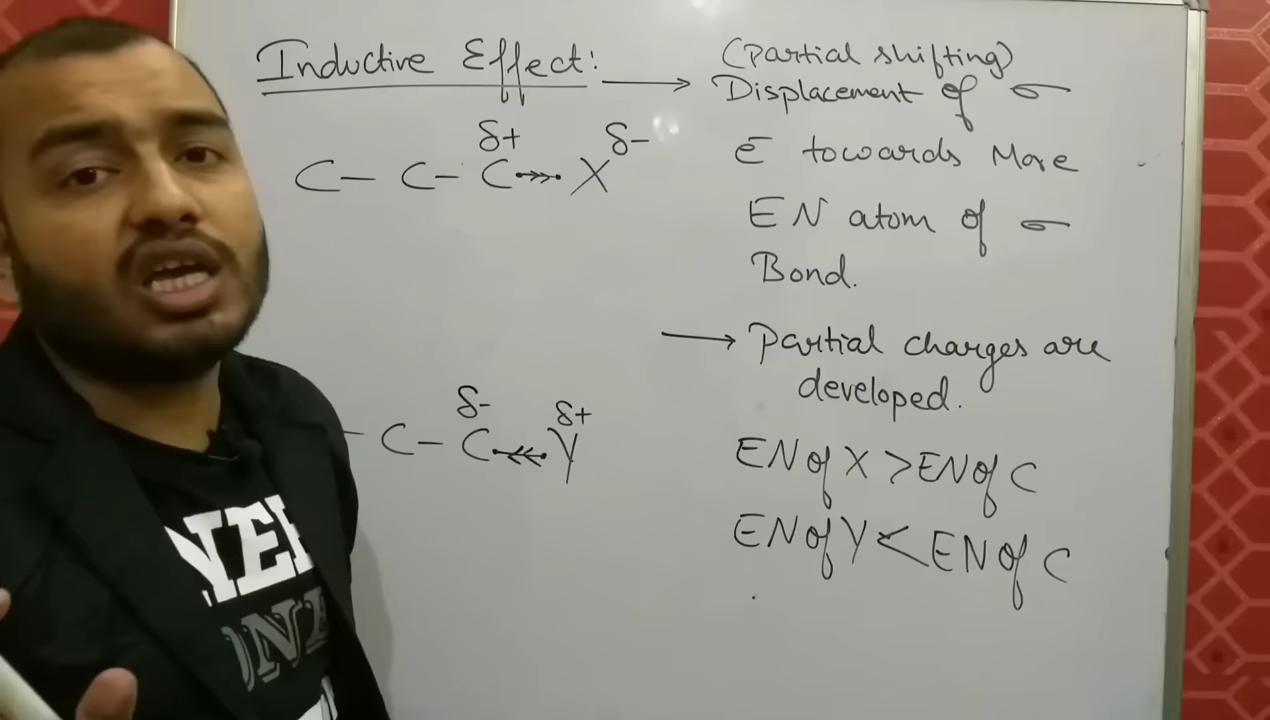 Inductive Effect:
(Partial shifting)
Displacement of σ
ē towards More
EN atom of σ
Bond.
δ+ δ-
C - C - C X
Partial charges are
developed.
δ- δ+
- C - C Y
EN of X > EN of C
EN of Y < EN of C